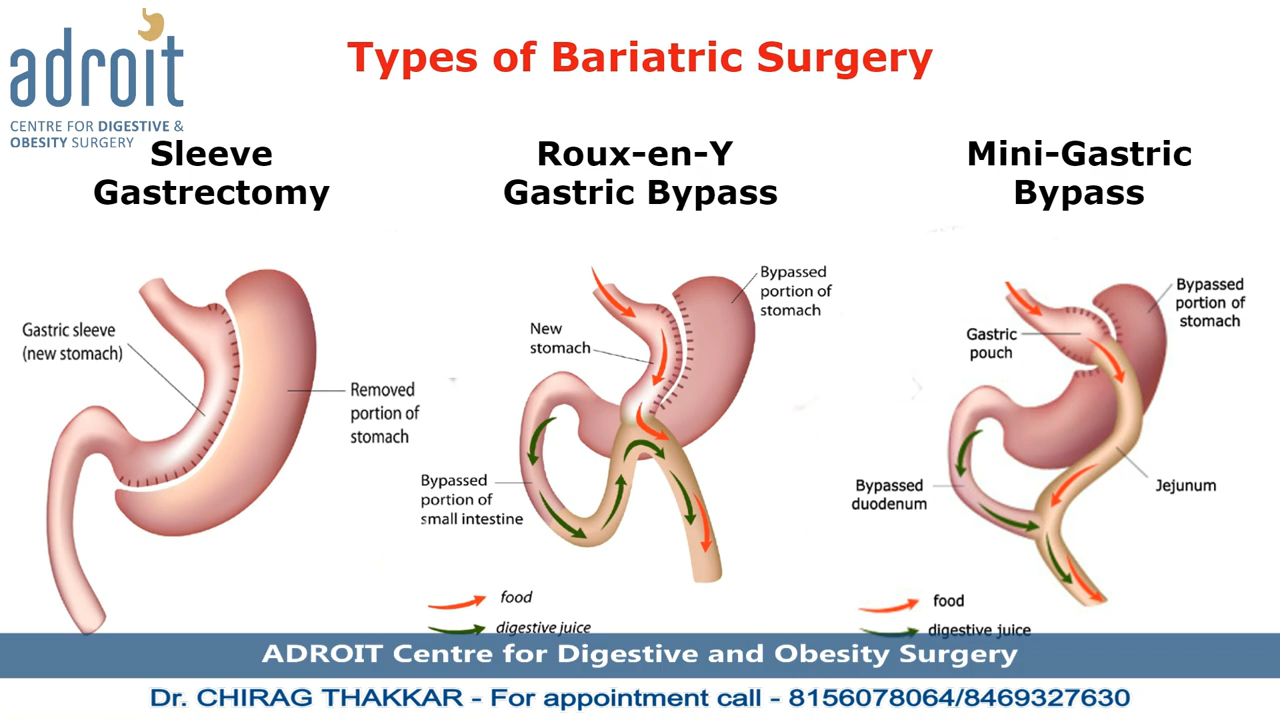 adroit
CENTRE FOR DIGESTIVE &
OBESITY SURGERY
Types of Bariatric Surgery
Sleeve
Gastrectomy
Gastric sleeve
(new stomach)
Removed
portion of
stomach
Roux-en-Y
Gastric Bypass
Bypassed
portion of
stomach
New
stomach
Bypassed
portion of
small intestine
food
digestive juice
Mini-Gastric
Bypass
Bypassed
portion of
stomach
Gastric
pouch
Bypassed
duodenum
Jejunum
food
digestive juice
ADROIT Centre for Digestive and Obesity Surgery
Dr. CHIRAG THAKKAR - For appointment call - 8156078064/8469327630